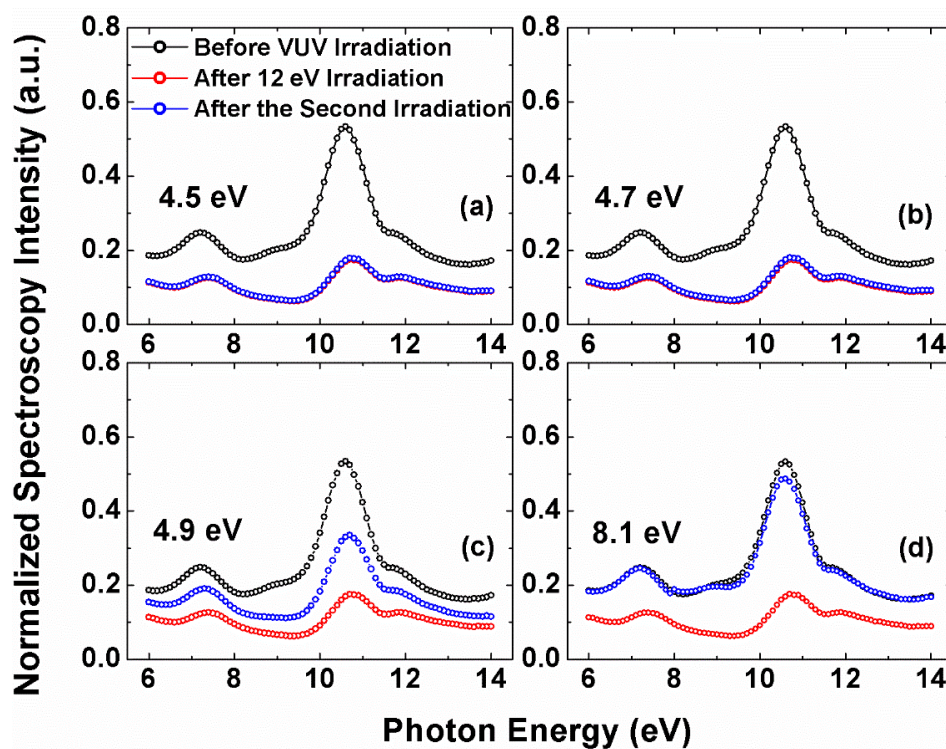 Normalized Spectroscopy Intensity (a.u.)
0.8
0.6
0.4
0.2
0.0
Before VUV Irradiation
After 12 eV Irradiation
After the Second Irradiation
4.5 eV
(a)
6 8 10 12 14
0.8
0.6
0.4
0.2
0.0
4.7 eV
(b)
6 8 10 12 14
0.8
0.6
0.4
0.2
0.0
4.9 eV
(c)
6 8 10 12 14
0.8
0.6
0.4
0.2
0.0
8.1 eV
(d)
6 8 10 12 14
Photon Energy (eV)